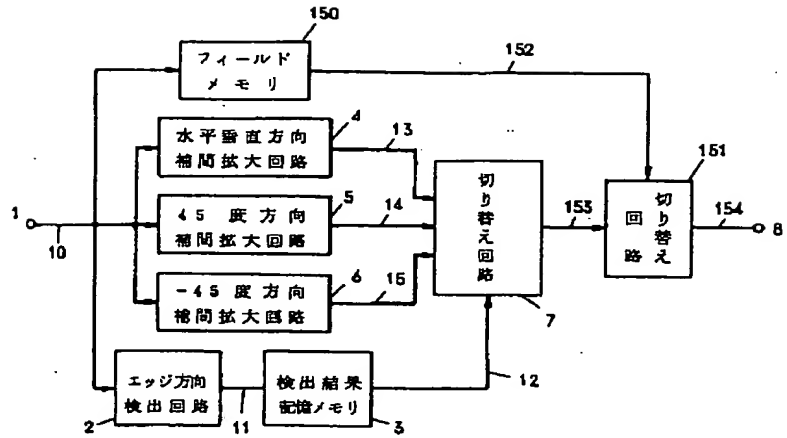 150
フィールド
メモリ
152
水平垂直方向
補間拡大回路
4
13
151
1
10
45度方向
補間拡大回路
5
14
切り替え回路
153
切り替え
回路
154
8
-45度方向
補間拡大回路
6
15
7
エッジ方向
検出回路
2
11
検出結果
記憶メモリ
3
12